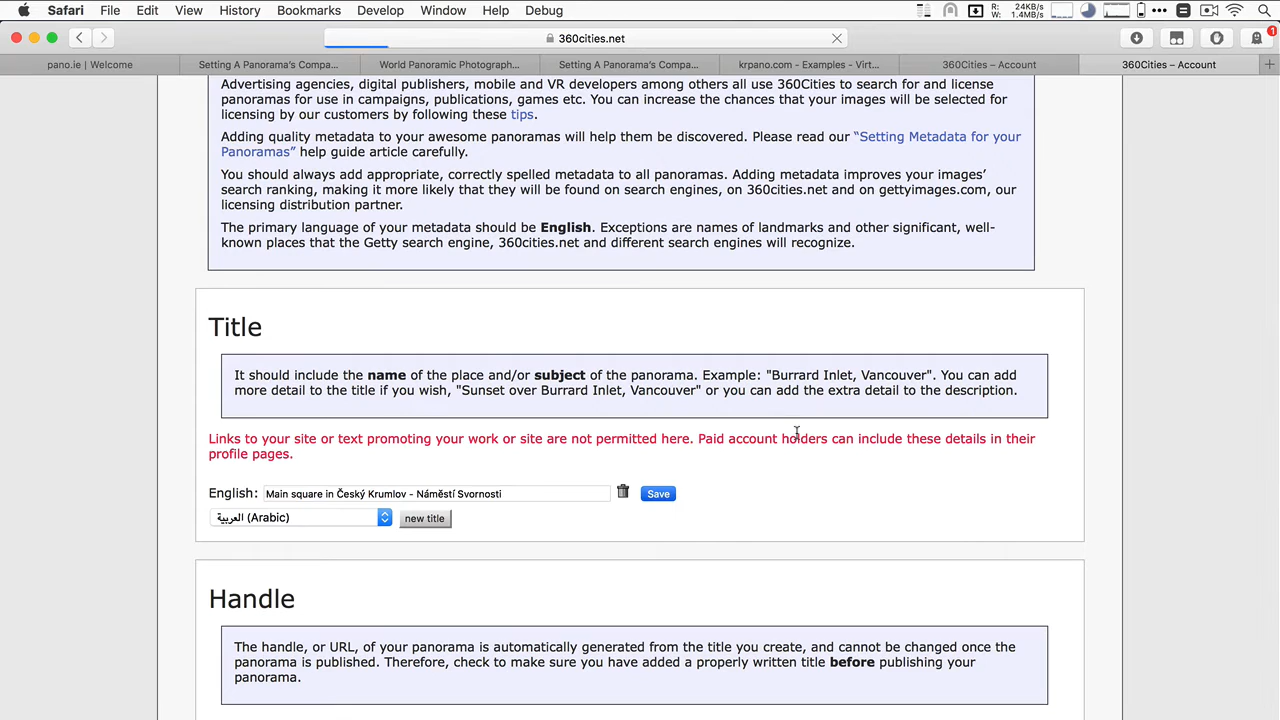 Safari File Edit View History Bookmarks Develop Window Help Debug R: 24KB/s W: 1.4MB/s
360cities.net 1
pano.ie | Welcome Setting A Panorama's Compa... World Panoramic Photograph... Setting A Panorama's Compa... krpano.com - Examples - Virt... 360Cities – Account 360Cities – Account
Advertising agencies, digital publishers, mobile and VR developers among others all use 360Cities to search for and license
panoramas for use in campaigns, publications, games etc. You can increase the chances that your images will be selected for
licensing by our customers by following these tips.
Adding quality metadata to your awesome panoramas will help them be discovered. Please read our "Setting Metadata for your
Panoramas" help guide article carefully.
You should always add appropriate, correctly spelled metadata to all panoramas. Adding metadata improves your images'
search ranking, making it more likely that they will be found on search engines, on 360cities.net and on gettyimages.com, our
licensing distribution partner.
The primary language of your metadata should be English. Exceptions are names of landmarks and other significant, well-
known places that the Getty search engine, 360cities.net and different search engines will recognize.
Title
It should include the name of the place and/or subject of the panorama. Example: "Burrard Inlet, Vancouver". You can add
more detail to the title if you wish, "Sunset over Burrard Inlet, Vancouver" or you can add the extra detail to the description.
Links to your site or text promoting your work or site are not permitted here. Paid account holders can include these details in their
profile pages.
English: Main square in Český Krumlov - Náměstí Svornosti Save
العربية (Arabic) new title
Handle
The handle, or URL, of your panorama is automatically generated from the title you create, and cannot be changed once the
panorama is published. Therefore, check to make sure you have added a properly written title before publishing your
panorama.